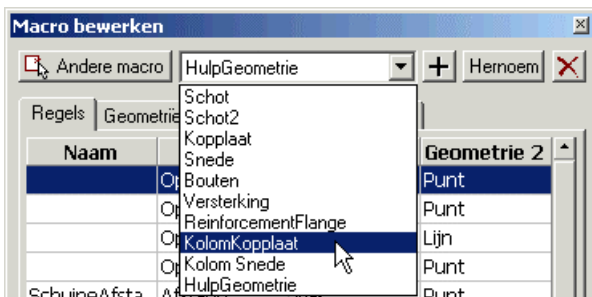 Macro bewerken
Andere macro HulpGeometrie Hernoem
Schot
Schot2
Kopplaat
Snede
Bouten
Versterking
ReinforcementFlange
KolomKopplaat
Kolom Snede
HulpGeometrie
Regels Geometrie
Naam Geometrie 2
Punt
Punt
Lijn
Punt
SchuineAfsta Punt